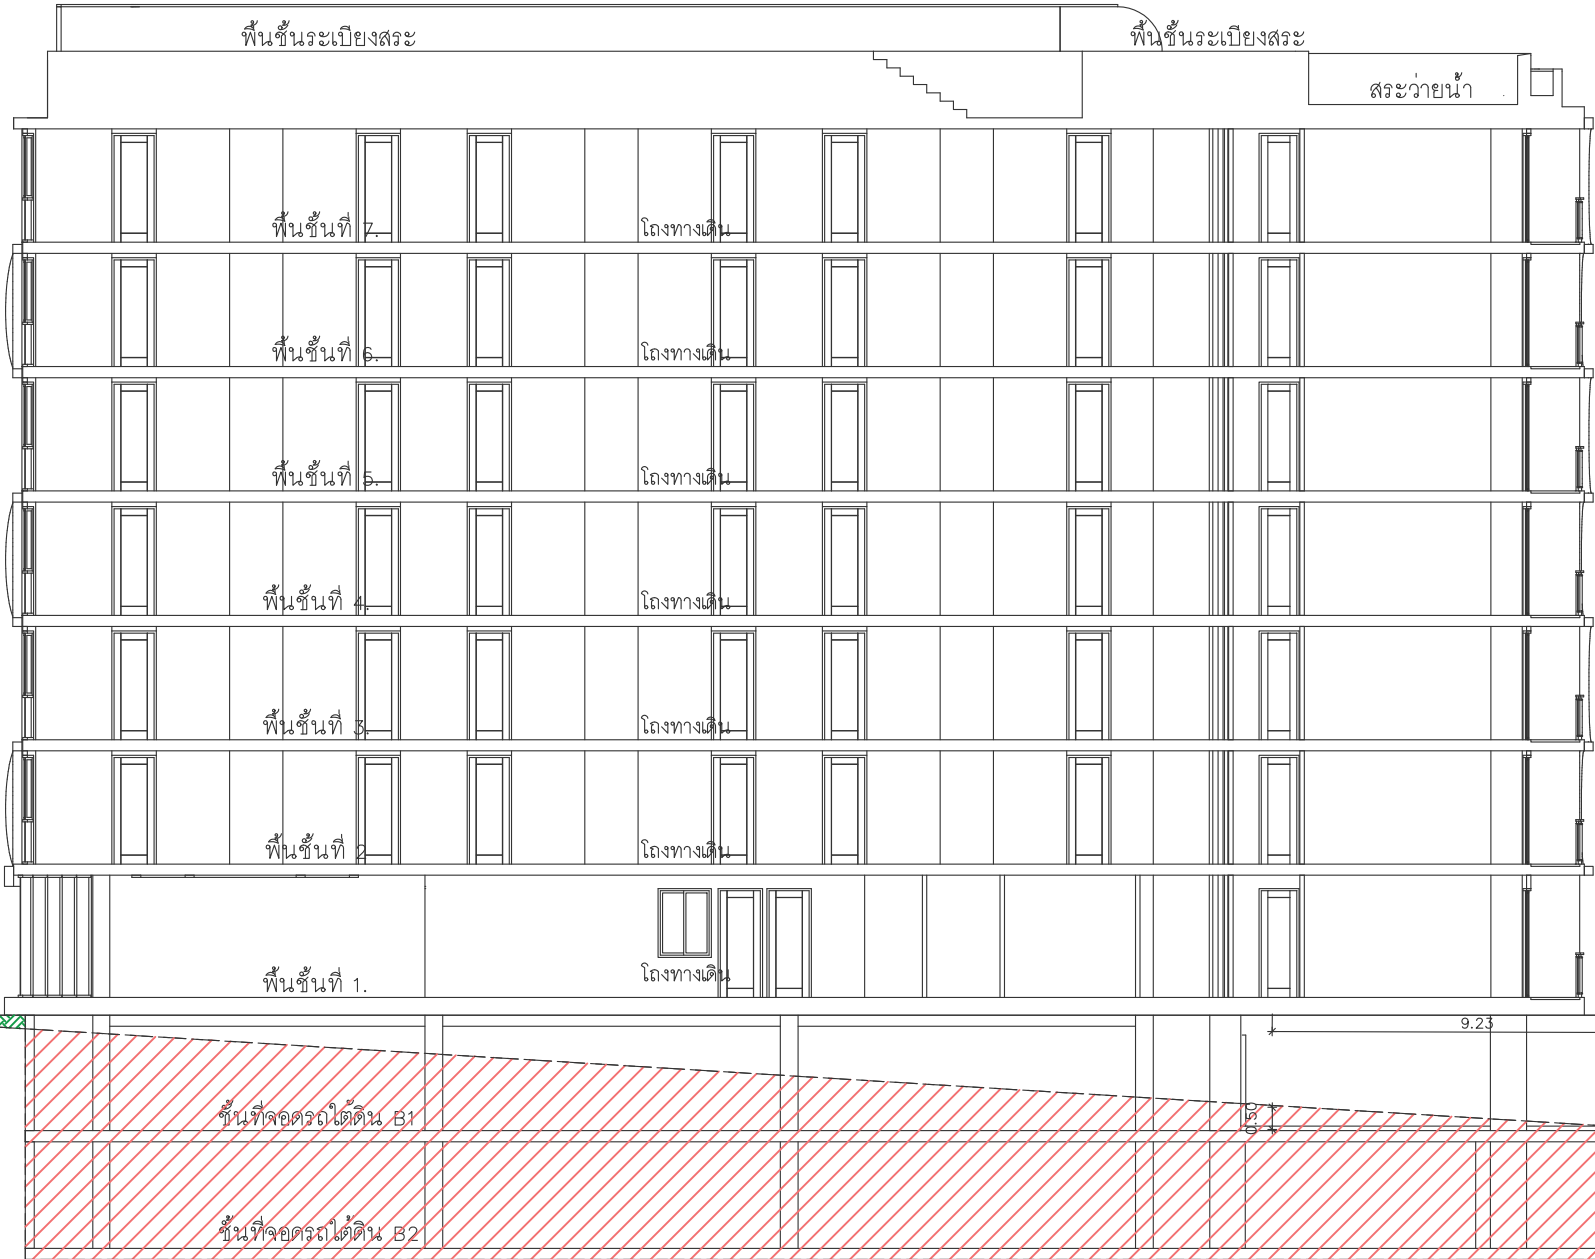 พื้นชั้นระเบียงสระ
พื้นชั้นระเบียงสระ
สระว่ายน้ำ
พื้นชั้นที่ 7.
โถงทางเดิน
พื้นชั้นที่ 6.
โถงทางเดิน
พื้นชั้นที่ 5.
โถงทางเดิน
พื้นชั้นที่ 4.
โถงทางเดิน
พื้นชั้นที่ 3.
โถงทางเดิน
พื้นชั้นที่ 2
โถงทางเดิน
พื้นชั้นที่ 1.
โถงทางเดิน
9.23
0.50
ชั้นที่จอดรถใต้ดิน B1
ชั้นที่จอดรถใต้ดิน B2